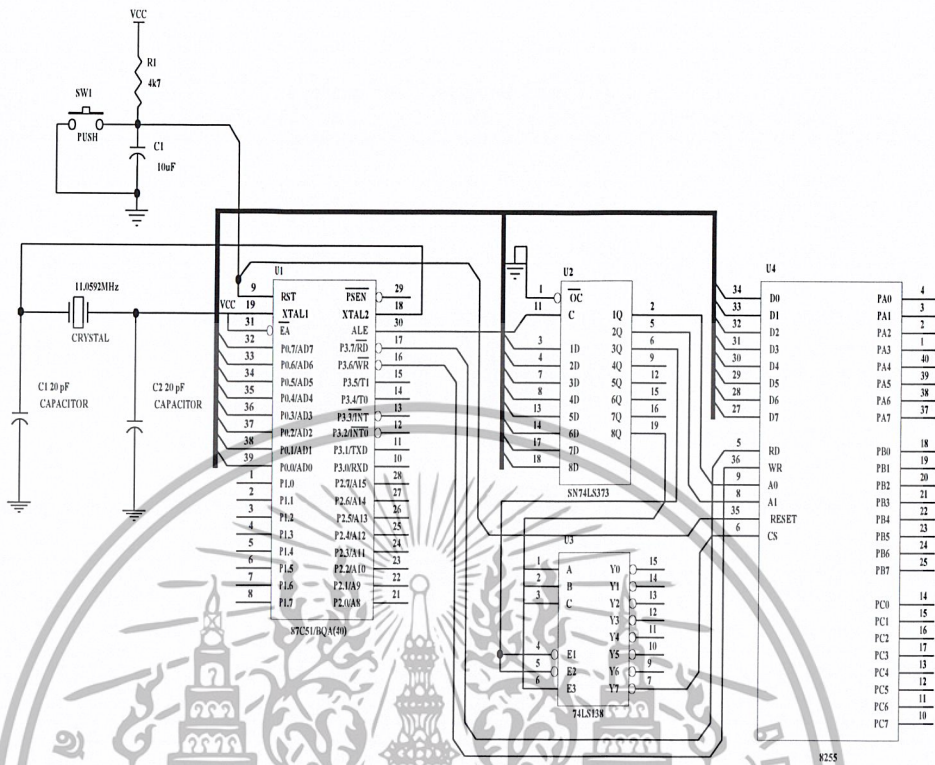 VCC
R1
4k7
SW1
PUSH
C1
10uF
11.0592MHz
CRYSTAL
C1 20 pF
CAPACITOR
C2 20 pF
CAPACITOR
VCC
U1
9 RST PSEN 29
19 XTAL1 XTAL2 18
31 EA ALE 30
32 P0.7/AD7 P3.7/RD 17
33 P0.6/AD6 P3.6/WR 16
34 P0.5/AD5 P3.5/T1 15
35 P0.4/AD4 P3.4/T0 14
36 P0.3/AD3 P3.3/INT 13
37 P0.2/AD2 P3.2/INT0 12
38 P0.1/AD1 P3.1/TXD 11
39 P0.0/AD0 P3.0/RXD 10
1 P1.0 P2.7/A15 28
2 P1.1 P2.6/A14 27
3 P1.2 P2.5/A13 26
4 P1.3 P2.4/A12 25
5 P1.4 P2.3/A11 24
6 P1.5 P2.2/A10 23
7 P1.6 P2.1/A9 22
8 P1.7 P2.0/A8 21
87C51/BQA(40)
U2
1 OC
11 C 1Q 2
2Q 5
3 1D 3Q 6
4 2D 4Q 9
7 3D 5Q 12
8 4D 6Q 15
13 5D 7Q 16
14 6D 8Q 19
17 7D
18 8D
SN74LS373
U3
1 A Y0 15
2 B Y1 14
3 C Y2 13
Y3 12
Y4 11
4 E1 Y5 10
5 E2 Y6 9
6 E3 Y7 7
74LS138
U4
34 D0 PA0 4
33 D1 PA1 3
32 D2 PA2 2
31 D3 PA3 1
30 D4 PA4 40
29 D5 PA5 39
28 D6 PA6 38
27 D7 PA7 37
5 RD PB0 18
36 WR PB1 19
9 A0 PB2 20
8 A1 PB3 21
35 RESET PB4 22
6 CS PB5 23
PB6 24
PB7 25
PC0 14
PC1 15
PC2 16
PC3 17
PC4 13
PC5 12
PC6 11
PC7 10
8255